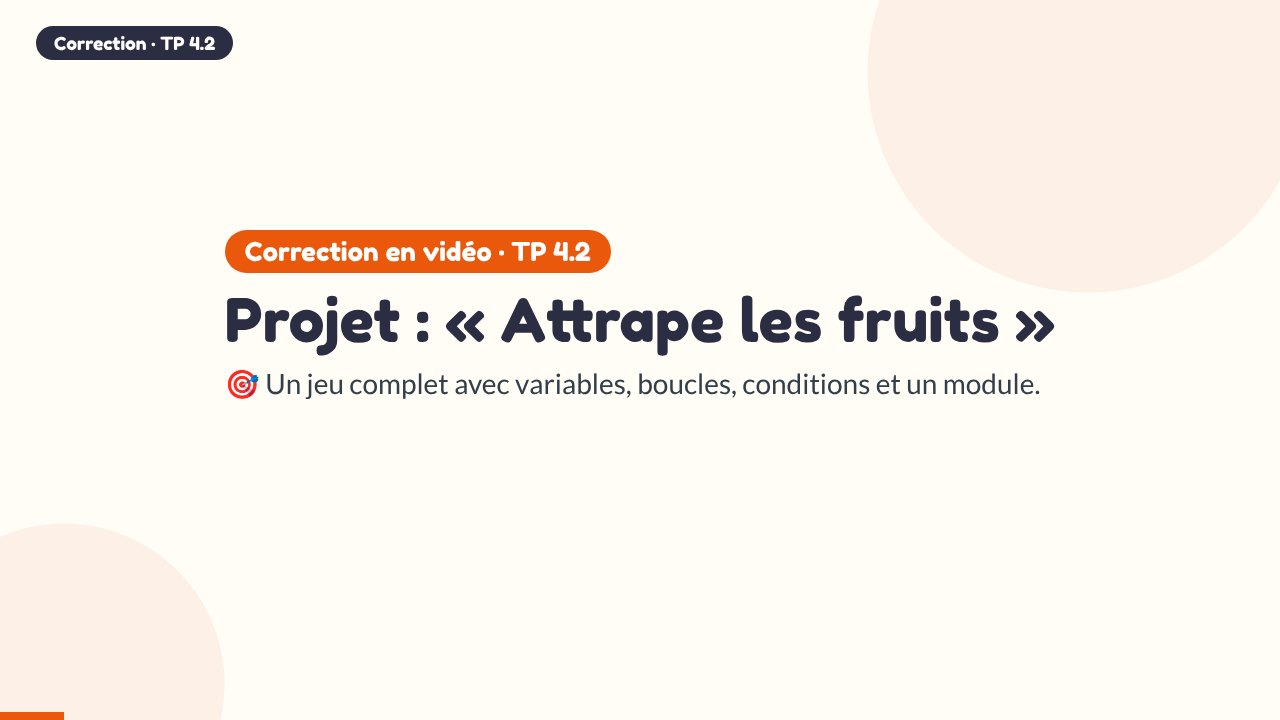 Correction · TP 4.2
Correction en vidéo · TP 4.2
Projet : « Attrape les fruits »
🎯 Un jeu complet avec variables, boucles, conditions et un module.